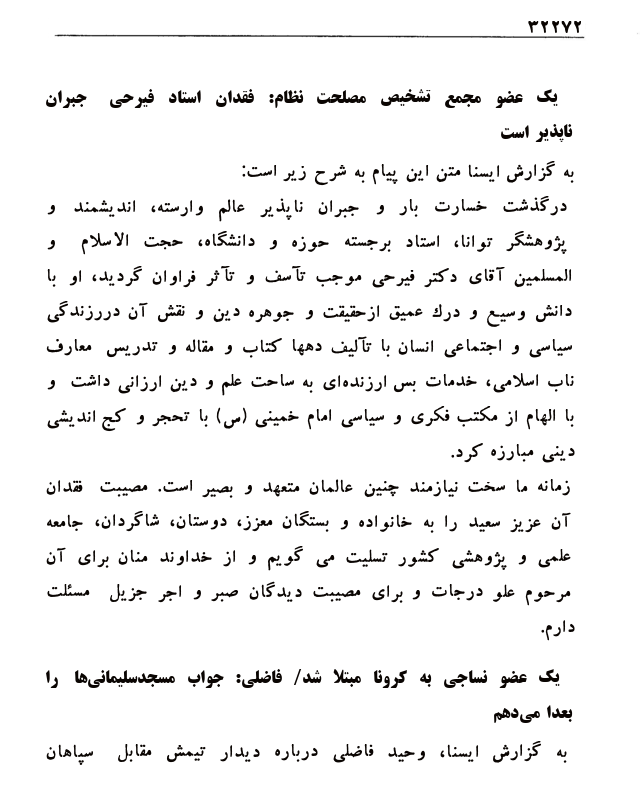 ۳۲۲۷۲
یک عضو مجمع تشخیص مصلحت نظام: فقدان استاد فیرحی جبران
ناپذیر است
به گزارش ایسنا متن این پیام به شرح زیر است:
درگذشت خسارت بار و جبران ناپذیر عالم وارسته، اندیشمند و
پژوهشگر توانا، استاد برجسته حوزه و دانشگاه، حجت الاسلام و
المسلمین آقای دکتر فیرحی موجب تآسف و تآثر فراوان گردید، او با
دانش وسیع و درك عمیق ازحقیقت و جوهره دین و نقش آن درزندگی
سیاسی و اجتماعی انسان با تآلیف دهها کتاب و مقاله و تدریس معارف
ناب اسلامی، خدمات بس ارزنده‌ای به ساحت علم و دین ارزانی داشت و
با الهام از مکتب فکری و سیاسی امام خمینی (س) با تحجر و کج اندیشی
دینی مبارزه کرد.
زمانه ما سخت نیازمند چنین عالمان متعهد و بصیر است. مصیبت فقدان
آن عزیز سعید را به خانواده و بستگان معزز، دوستان، شاگردان، جامعه
علمی و پژوهشی کشور تسلیت می گویم و از خداوند منان برای آن
مرحوم علو درجات و برای مصیبت دیدگان صبر و اجر جزیل مسئلت
دارم.
یک عضو نساجی به کرونا مبتلا شد/ فاضلی: جواب مسجدسلیمانی‌ها را
بعدا می‌دهم
به گزارش ایسنا، وحید فاضلی درباره دیدار تیمش مقابل سپاهان